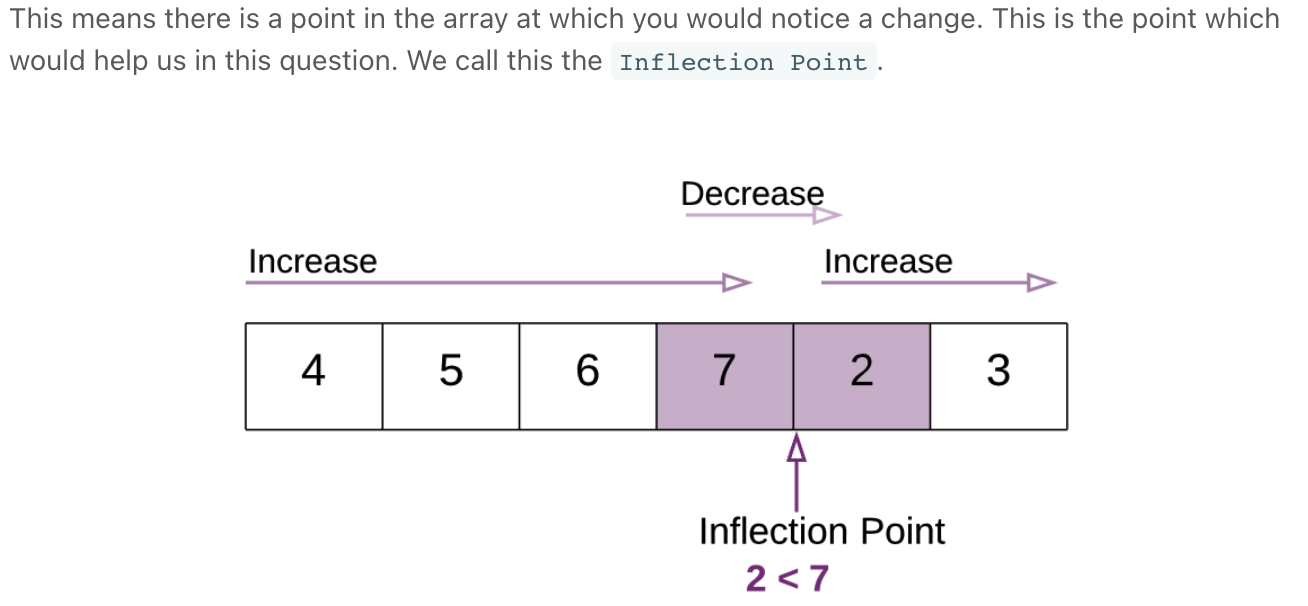 This means there is a point in the array at which you would notice a change. This is the point which
would help us in this question. We call this the Inflection Point.
Decrease
Increase
Increase
4 5 6 7 2 3
Inflection Point
2 < 7